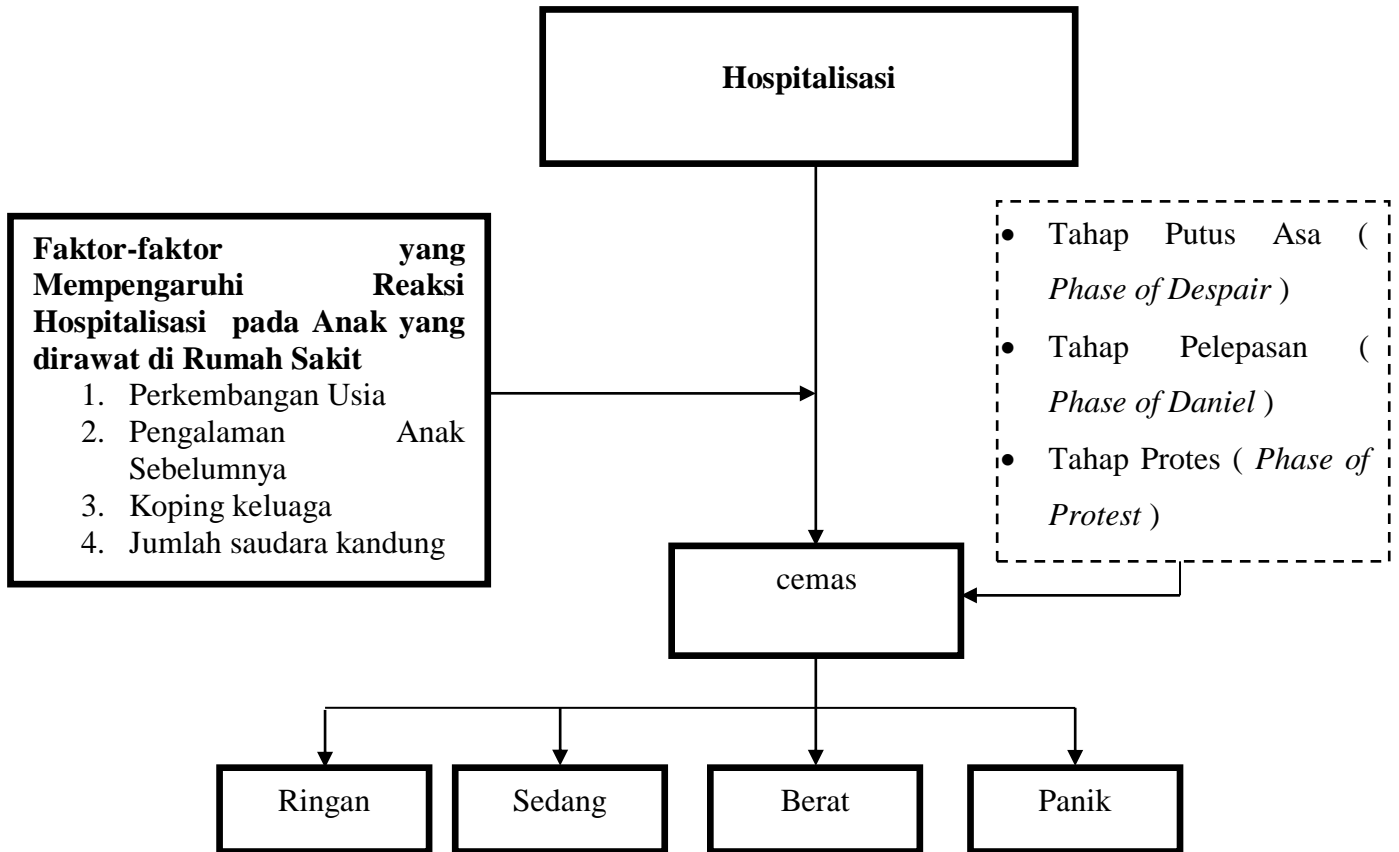 Hospitalisasi
Faktor-faktor yang
Mempengaruhi Reaksi
Hospitalisasi pada Anak yang
dirawat di Rumah Sakit
1. Perkembangan Usia
2. Pengalaman Anak
Sebelumnya
3. Koping keluaga
4. Jumlah saudara kandung
• Tahap Putus Asa (
Phase of Despair )
• Tahap Pelepasan (
Phase of Daniel )
• Tahap Protes ( Phase of
Protest )
cemas
Ringan
Sedang
Berat
Panik